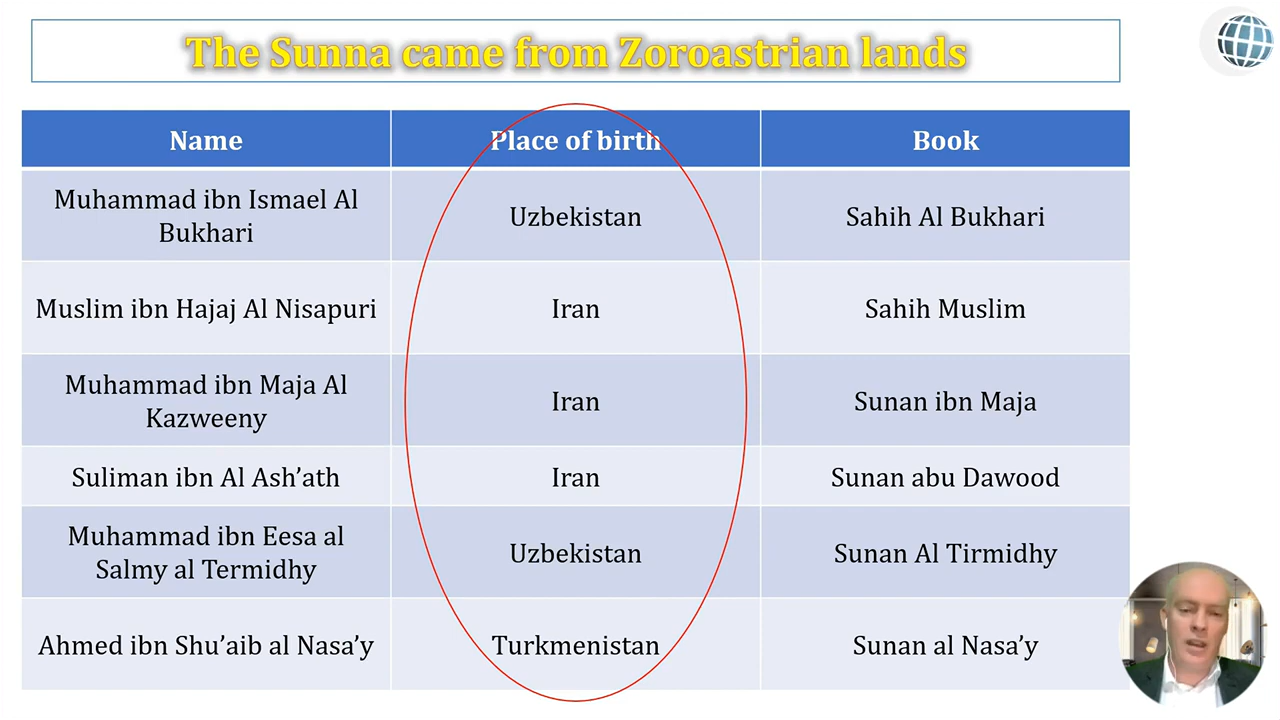 The Sunna came from Zoroastrian lands
Name
Place of birth
Book
Muhammad ibn Ismael Al
Bukhari
Uzbekistan
Sahih Al Bukhari
Muslim ibn Hajaj Al Nisapuri
Iran
Sahih Muslim
Muhammad ibn Maja Al
Kazweeny
Iran
Sunan ibn Maja
Suliman ibn Al Ash’ath
Iran
Sunan abu Dawood
Muhammad ibn Eesa al
Salmy al Termidhy
Uzbekistan
Sunan Al Tirmidhy
Ahmed ibn Shu’aib al Nasa’y
Turkmenistan
Sunan al Nasa’y